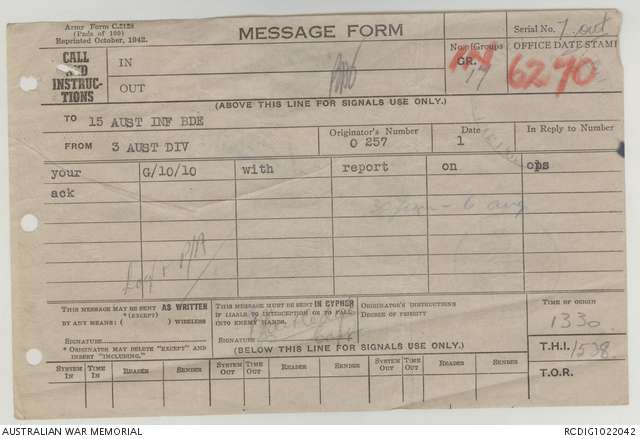 Army Form C.2128
(Pads of 100)
Reprinted October, 1942.
MESSAGE FORM
Serial No. 7 out
CALL AND INSTRUCTIONS
IN
OUT
No. of Groups
GR. 17
OFFICE DATE STAMP
6270
(ABOVE THIS LINE FOR SIGNALS USE ONLY.)
TO 15 AUST INF BDE
FROM 3 AUST DIV
Originator's Number
O 257
Date
1
In Reply to Number
your G/10/10 with report on ops
ack
Log & P/A
THIS MESSAGE MAY BE SENT AS WRITTEN
* (EXCEPT)
BY ANY MEANS: ( ) WIRELESS
SIGNATURE
* ORIGINATOR MAY DELETE "EXCEPT" AND
INSERT "INCLUDING."
THIS MESSAGE MUST BE SENT IN CYPHER
IF LIABLE TO INTERCEPTION OR TO FALL
INTO ENEMY HANDS.
SIGNATURE
ORIGINATOR'S INSTRUCTIONS
DEGREE OF PRIORITY
TIME OF ORIGIN
1330
T.H.I. 1538
T.O.R.
(BELOW THIS LINE FOR SIGNALS USE ONLY.)
SYSTEM IN TIME IN READER SENDER SYSTEM OUT TIME OUT READER SENDER SYSTEM OUT TIME OUT READER SENDER
AUSTRALIAN WAR MEMORIAL
RCDIG1022042